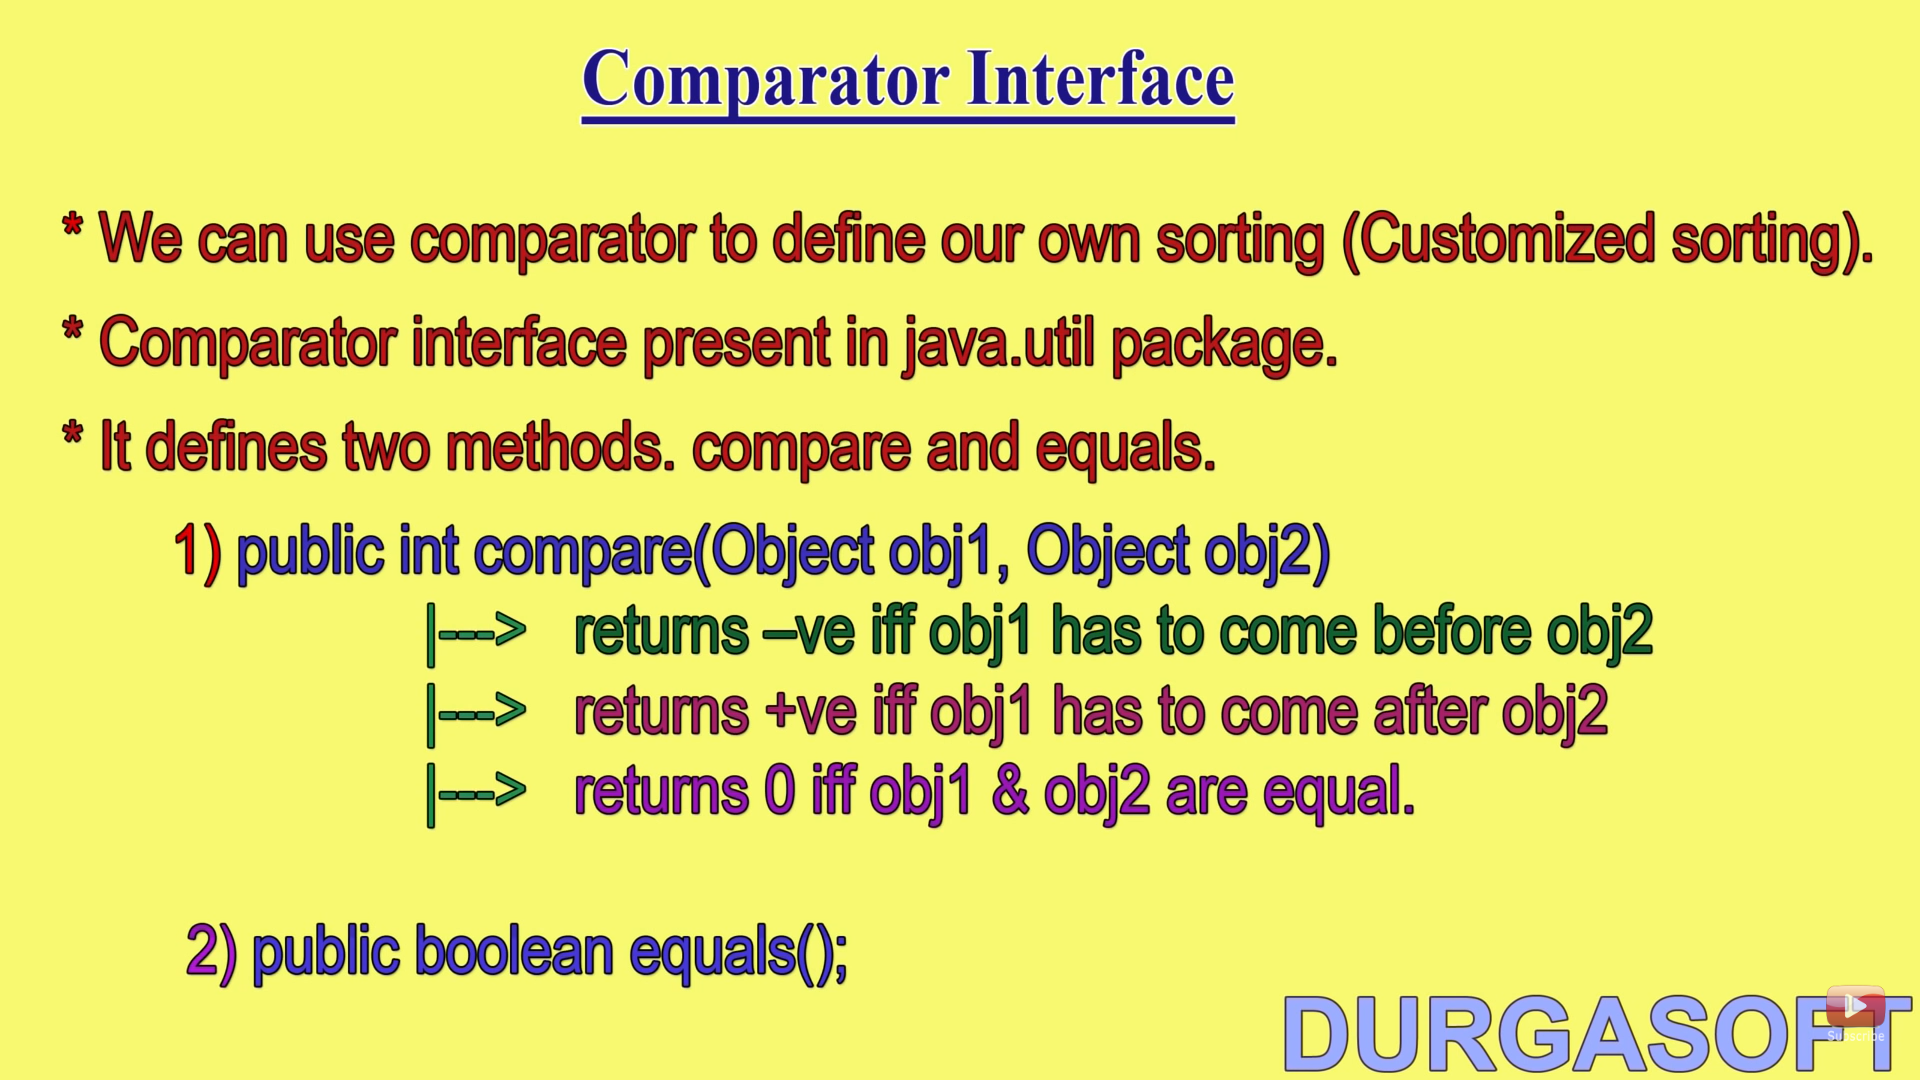 Comparator Interface
* We can use comparator to define our own sorting (Customized sorting).
* Comparator interface present in java.util package.
* It defines two methods. compare and equals.
1) public int compare(Object obj1, Object obj2)
|---> returns –ve iff obj1 has to come before obj2
|---> returns +ve iff obj1 has to come after obj2
|---> returns 0 iff obj1 & obj2 are equal.
2) public boolean equals();
DURGASOFT
Subscribe